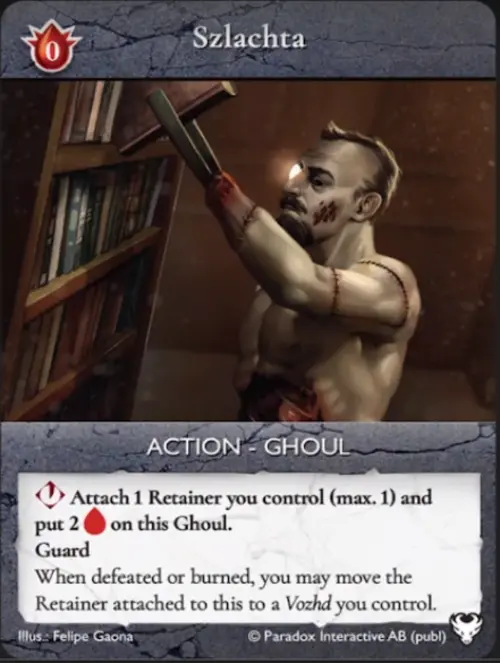 0
Szlachta
ACTION - GHOUL
Attach 1 Retainer you control (max. 1) and
put 2 on this Ghoul.
Guard
When defeated or burned, you may move the
Retainer attached to this to a Vozhd you control.
Illus.: Felipe Gaona
© Paradox Interactive AB (publ)